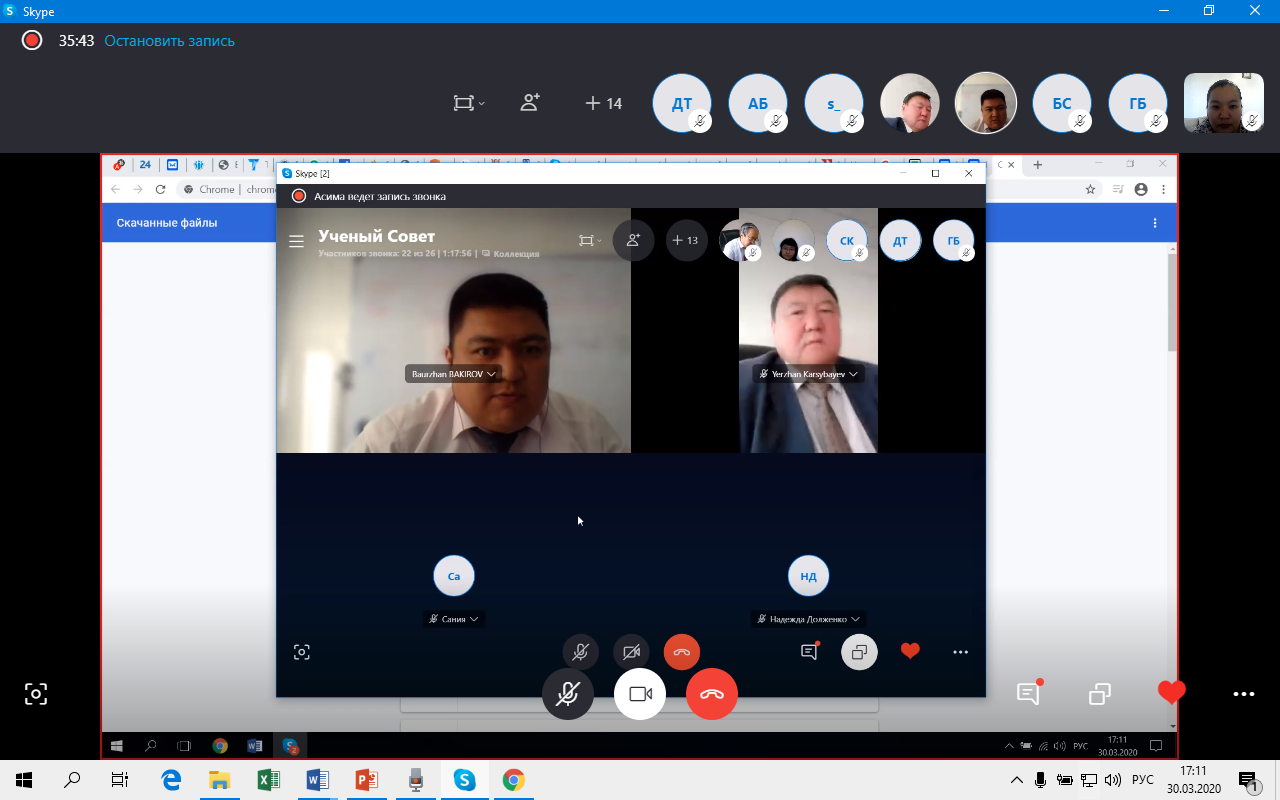 Skype
35:43 Остановить запись
+ 14
ДТ
АБ
s_
БС
ГБ
24
Skype [2]
Chrome
Асима ведет запись звонка
Скачанные файлы
Ученый Совет
Участников звонка: 22 из 26 | 1:17:56 | Коллекция
+ 13
СК
ДТ
ГБ
Baurzhan BAKIROV
Yerzhan Karsybayev
Са
НД
Сания
Надежда Долженко
РУС
17:11
30.03.2020
РУС
17:11
30.03.2020
1